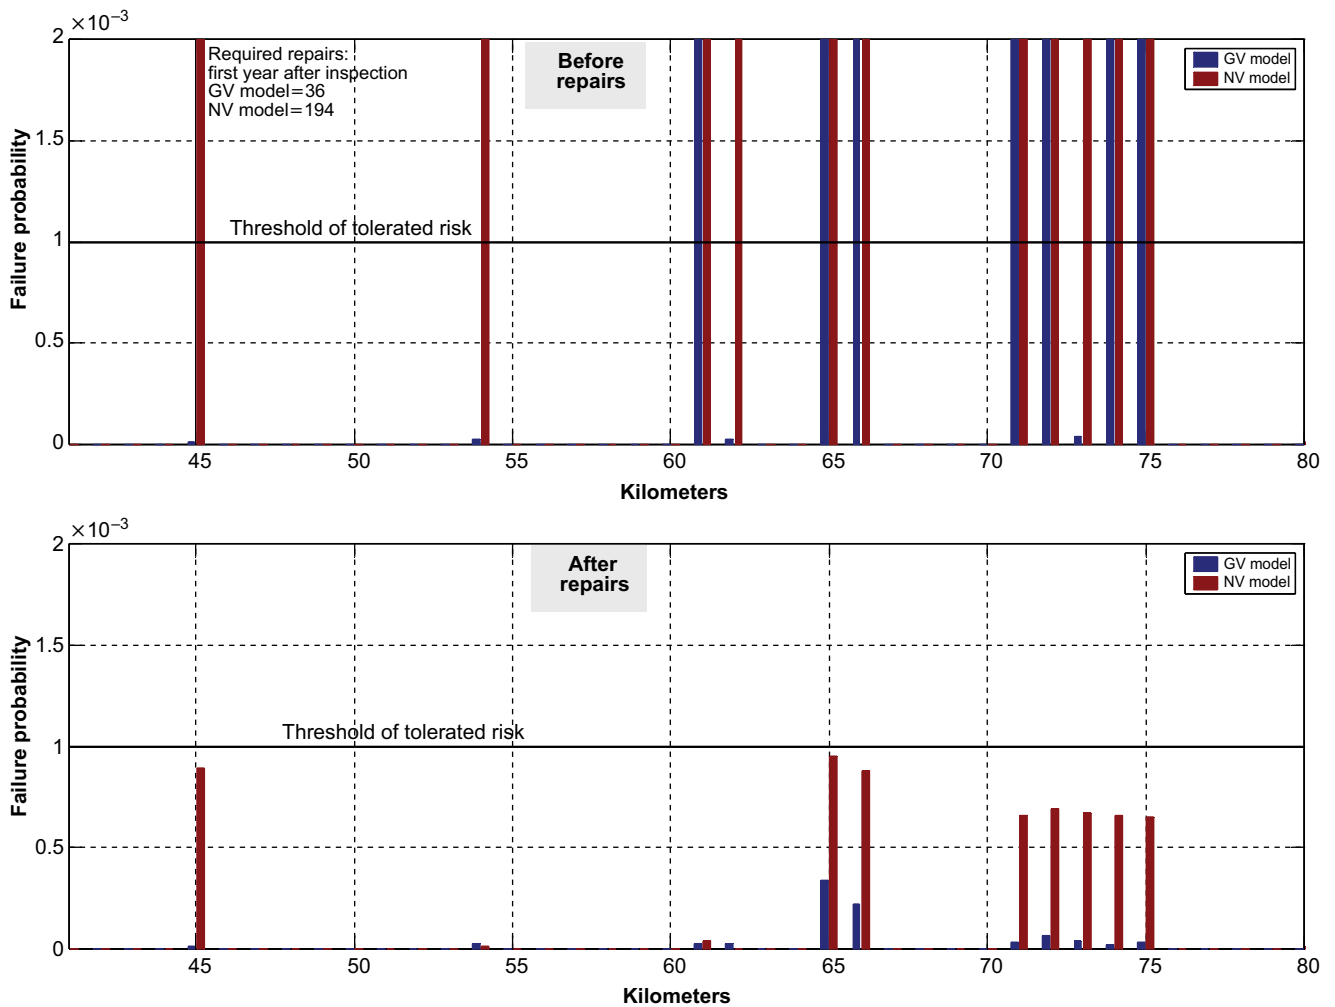 ×10⁻³
2
1.5
1
0.5
0
Failure probability
Required repairs:
first year after inspection
GV model=36
NV model=194
Before
repairs
GV model
NV model
Threshold of tolerated risk
45 50 55 60 65 70 75 80
Kilometers
×10⁻³
2
1.5
1
0.5
0
Failure probability
After
repairs
GV model
NV model
Threshold of tolerated risk
45 50 55 60 65 70 75 80
Kilometers